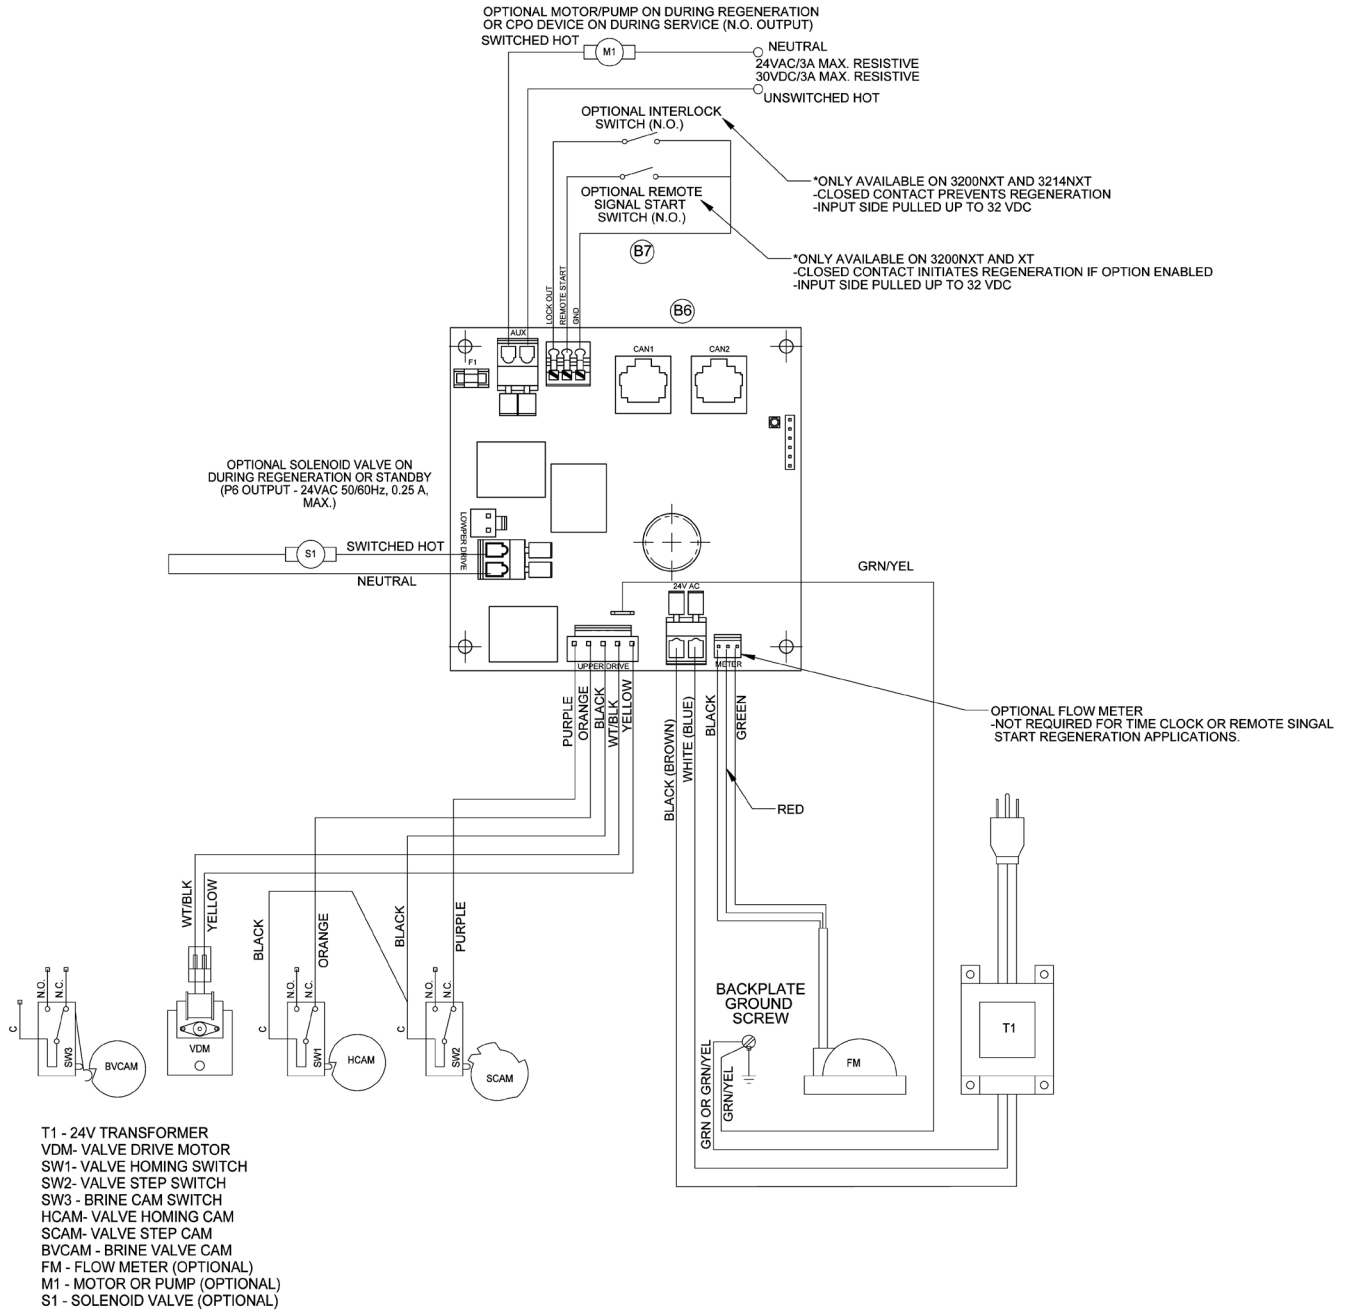 OPTIONAL MOTOR/PUMP ON DURING REGENERATION
OR CPO DEVICE ON DURING SERVICE (N.O. OUTPUT)
SWITCHED HOT
M1
NEUTRAL
24VAC/3A MAX. RESISTIVE
30VDC/3A MAX. RESISTIVE
UNSWITCHED HOT
OPTIONAL INTERLOCK
SWITCH (N.O.)
*ONLY AVAILABLE ON 3200NXT AND 3214NXT
-CLOSED CONTACT PREVENTS REGENERATION
-INPUT SIDE PULLED UP TO 32 VDC
OPTIONAL REMOTE
SIGNAL START
SWITCH (N.O.)
B7
*ONLY AVAILABLE ON 3200NXT AND XT
-CLOSED CONTACT INITIATES REGENERATION IF OPTION ENABLED
-INPUT SIDE PULLED UP TO 32 VDC
LOCK OUT
REMOTE START
GND
B6
AUX
F1
CAN1
CAN2
OPTIONAL SOLENOID VALVE ON
DURING REGENERATION OR STANDBY
(P6 OUTPUT - 24VAC 50/60Hz, 0.25 A,
MAX.)
LOWPER DRIVE
S1
SWITCHED HOT
NEUTRAL
GRN/YEL
24V AC
UPPER DRIVE
METER
PURPLE
ORANGE
BLACK
WT/BLK
YELLOW
BLACK (BROWN)
WHITE (BLUE)
BLACK
GREEN
OPTIONAL FLOW METER
-NOT REQUIRED FOR TIME CLOCK OR REMOTE SINGAL
START REGENERATION APPLICATIONS.
RED
WT/BLK
YELLOW
BLACK
ORANGE
BLACK
PURPLE
N.O.
N.C.
C
SW3
BVCAM
VDM
N.O.
N.C.
C
SW1
HCAM
N.O.
N.C.
C
SW2
SCAM
BACKPLATE
GROUND
SCREW
GRN OR GRN/YEL
GRN/YEL
FM
T1
T1 - 24V TRANSFORMER
VDM- VALVE DRIVE MOTOR
SW1- VALVE HOMING SWITCH
SW2- VALVE STEP SWITCH
SW3 - BRINE CAM SWITCH
HCAM- VALVE HOMING CAM
SCAM- VALVE STEP CAM
BVCAM - BRINE VALVE CAM
FM - FLOW METER (OPTIONAL)
M1 - MOTOR OR PUMP (OPTIONAL)
S1 - SOLENOID VALVE (OPTIONAL)